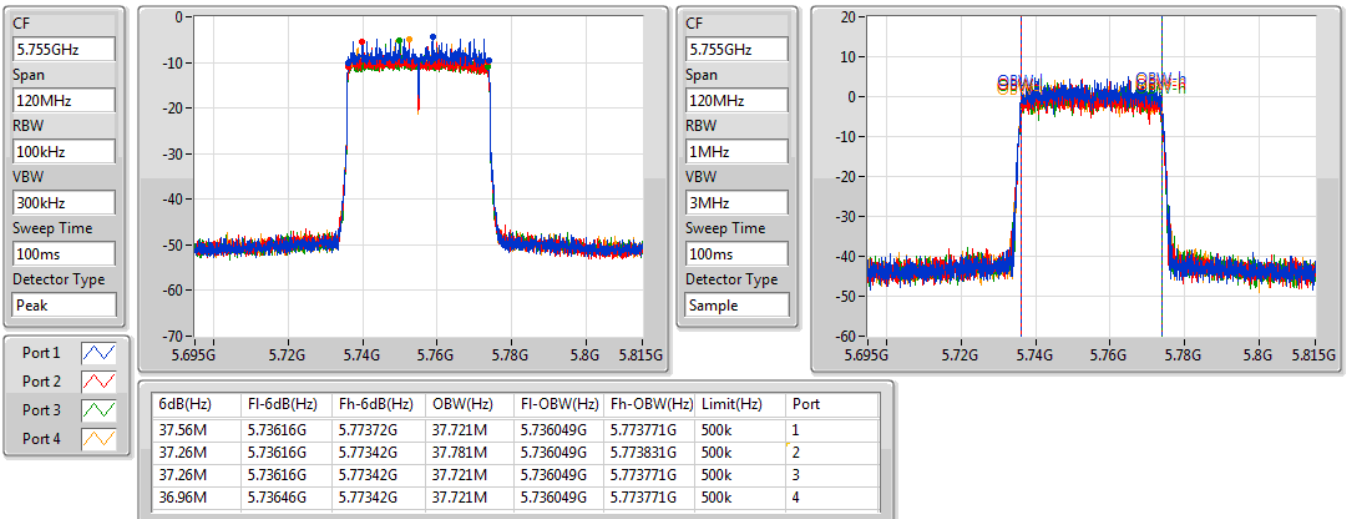 CF
5.755GHz
Span
120MHz
RBW
100kHz
VBW
300kHz
Sweep Time
100ms
Detector Type
Peak
0
-10
-20
-30
-40
-50
-60
-70
5.695G 5.72G 5.74G 5.76G 5.78G 5.8G 5.815G
CF
5.755GHz
Span
120MHz
RBW
1MHz
VBW
3MHz
Sweep Time
100ms
Detector Type
Sample
20
10
0
-10
-20
-30
-40
-50
-60
OBW-h
5.695G 5.72G 5.74G 5.76G 5.78G 5.8G 5.815G
Port 1
Port 2
Port 3
Port 4
6dB(Hz) Fl-6dB(Hz) Fh-6dB(Hz) OBW(Hz) Fl-OBW(Hz) Fh-OBW(Hz) Limit(Hz) Port
37.56M 5.73616G 5.77372G 37.721M 5.736049G 5.773771G 500k 1
37.26M 5.73616G 5.77342G 37.781M 5.736049G 5.773831G 500k 2
37.26M 5.73616G 5.77342G 37.721M 5.736049G 5.773771G 500k 3
36.96M 5.73646G 5.77342G 37.721M 5.736049G 5.773771G 500k 4